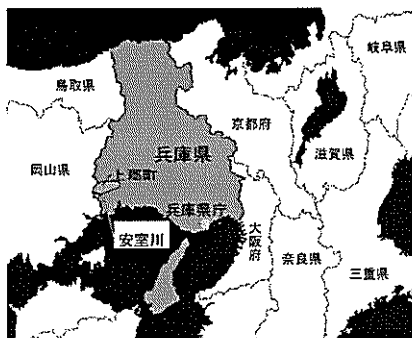 岐阜県
鳥取県
京都府
滋賀県
兵庫県
岡山県
上郡町
兵庫県庁
大阪府
安室川
奈良県
三重県